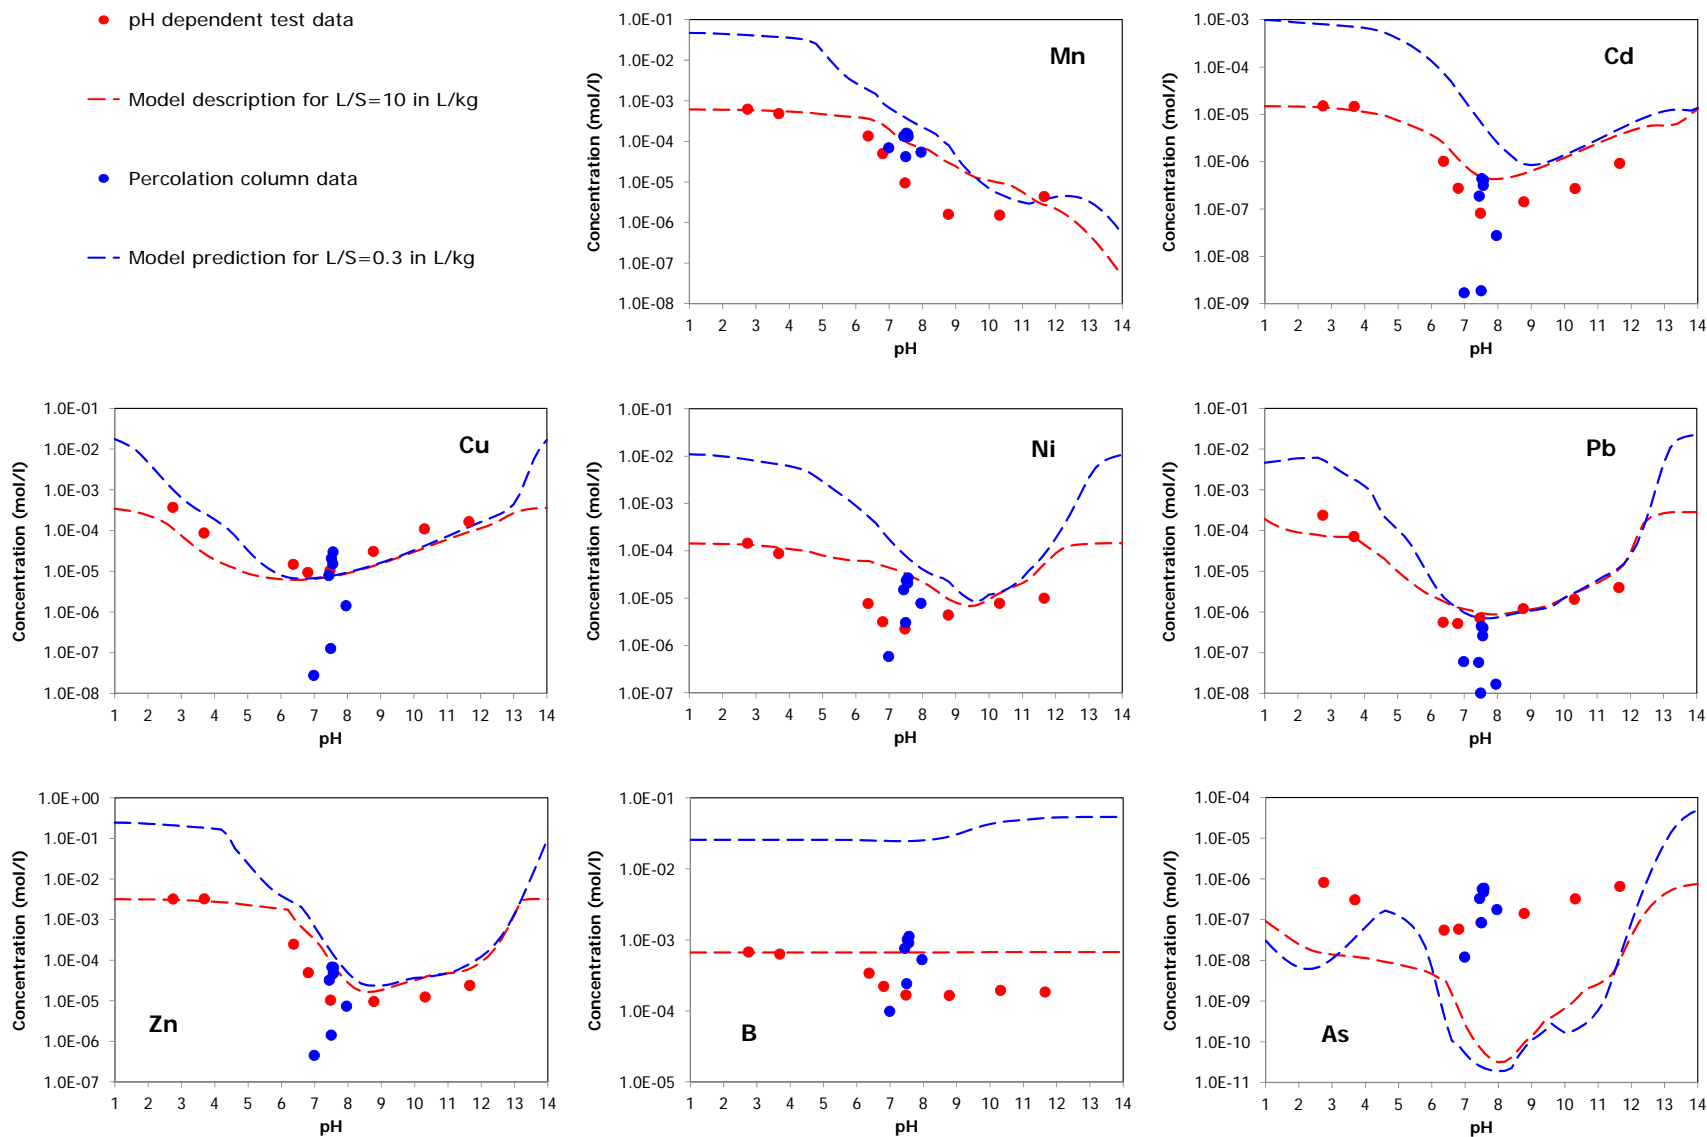 pH dependent test data
Model description for L/S=10 in L/kg
Percolation column data
Model prediction for L/S=0.3 in L/kg
Mn
Concentration (mol/l)
1.0E-01
1.0E-02
1.0E-03
1.0E-04
1.0E-05
1.0E-06
1.0E-07
1.0E-08
1 2 3 4 5 6 7 8 9 10 11 12 13 14
pH
Cd
Concentration (mol/l)
1.0E-03
1.0E-04
1.0E-05
1.0E-06
1.0E-07
1.0E-08
1.0E-09
1 2 3 4 5 6 7 8 9 10 11 12 13 14
pH
Cu
Concentration (mol/l)
1.0E-01
1.0E-02
1.0E-03
1.0E-04
1.0E-05
1.0E-06
1.0E-07
1.0E-08
1 2 3 4 5 6 7 8 9 10 11 12 13 14
pH
Ni
Concentration (mol/l)
1.0E-01
1.0E-02
1.0E-03
1.0E-04
1.0E-05
1.0E-06
1.0E-07
1 2 3 4 5 6 7 8 9 10 11 12 13 14
pH
Pb
Concentration (mol/l)
1.0E-01
1.0E-02
1.0E-03
1.0E-04
1.0E-05
1.0E-06
1.0E-07
1.0E-08
1 2 3 4 5 6 7 8 9 10 11 12 13 14
pH
Zn
Concentration (mol/l)
1.0E+00
1.0E-01
1.0E-02
1.0E-03
1.0E-04
1.0E-05
1.0E-06
1.0E-07
1 2 3 4 5 6 7 8 9 10 11 12 13 14
pH
B
Concentration (mol/l)
1.0E-01
1.0E-02
1.0E-03
1.0E-04
1.0E-05
1 2 3 4 5 6 7 8 9 10 11 12 13 14
pH
As
Concentration (mol/l)
1.0E-04
1.0E-05
1.0E-06
1.0E-07
1.0E-08
1.0E-09
1.0E-10
1.0E-11
1 2 3 4 5 6 7 8 9 10 11 12 13 14
pH